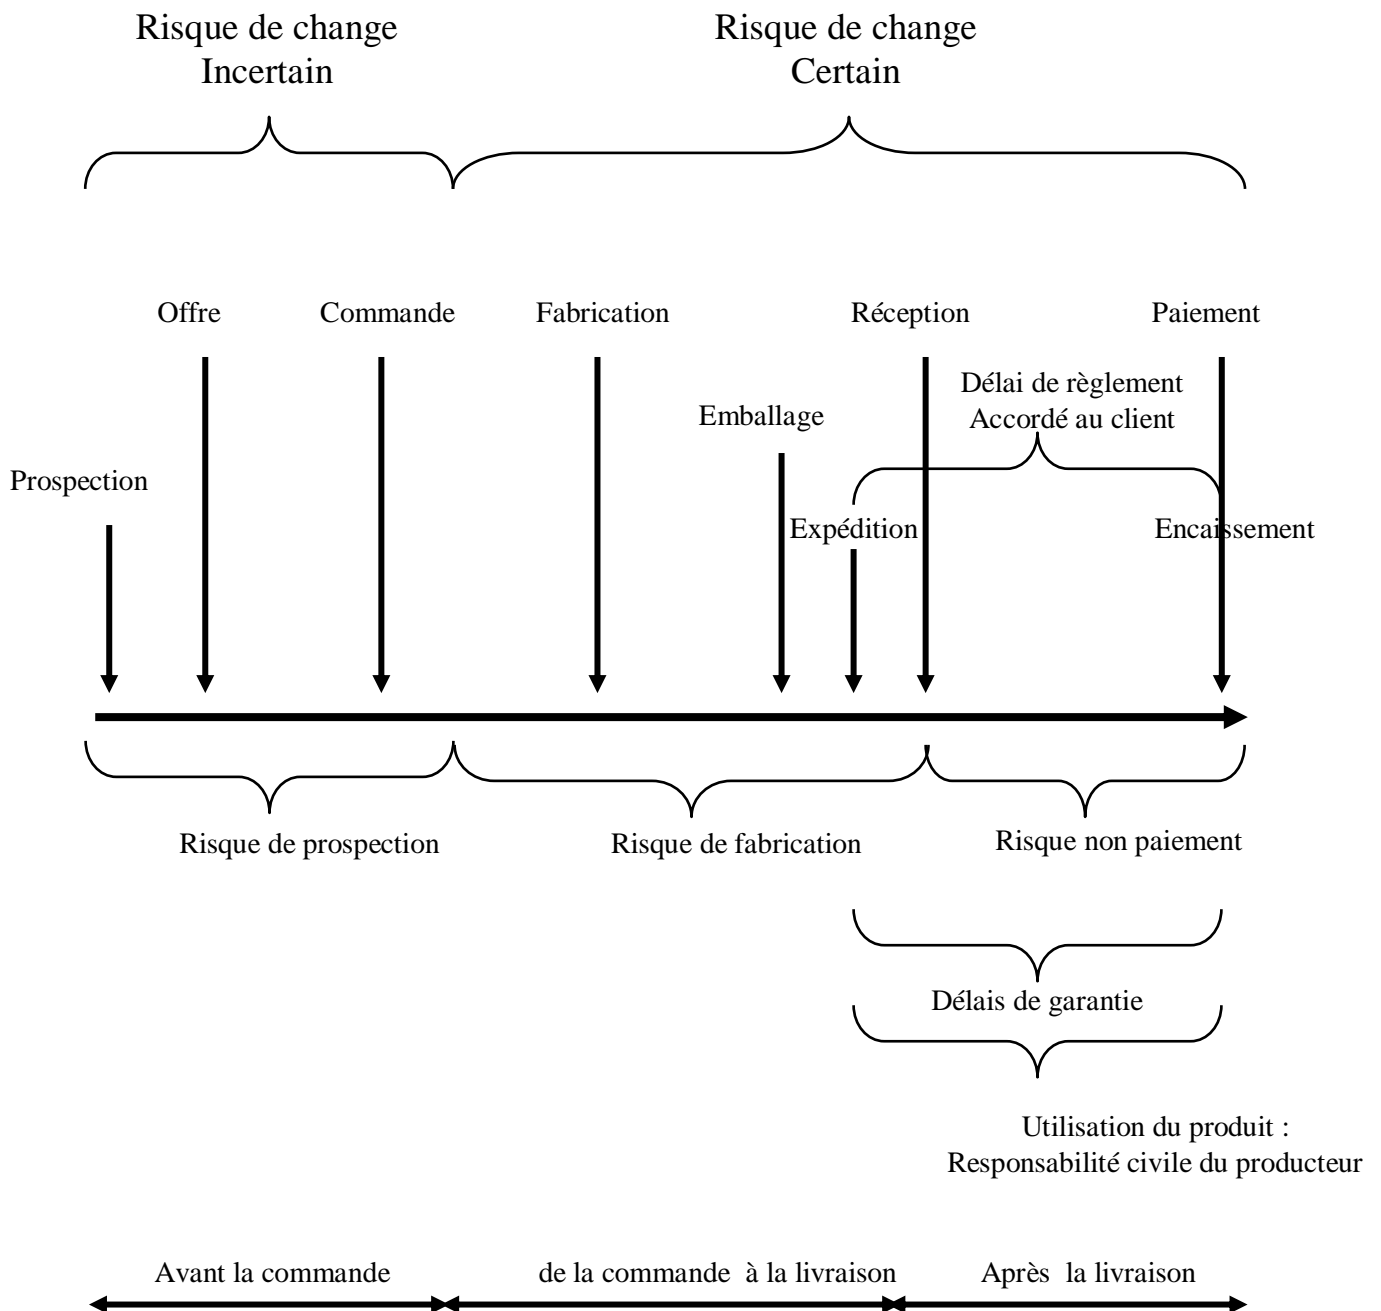 Risque de change
Incertain
Risque de change
Certain
Offre
Commande
Fabrication
Réception
Paiement
Délai de règlement
Accordé au client
Emballage
Prospection
Expédition
Encaissement
Risque de prospection
Risque de fabrication
Risque non paiement
Délais de garantie
Utilisation du produit :
Responsabilité civile du producteur
Avant la commande
de la commande à la livraison
Après la livraison